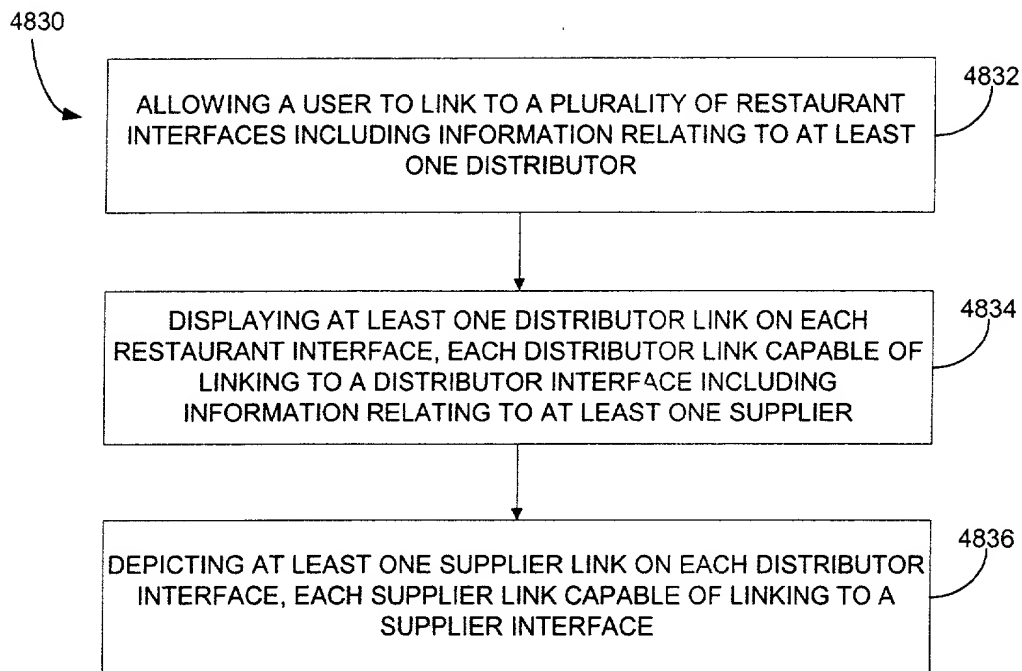 4830
4832
ALLOWING A USER TO LINK TO A PLURALITY OF RESTAURANT
INTERFACES INCLUDING INFORMATION RELATING TO AT LEAST
ONE DISTRIBUTOR
4834
DISPLAYING AT LEAST ONE DISTRIBUTOR LINK ON EACH
RESTAURANT INTERFACE, EACH DISTRIBUTOR LINK CAPABLE OF
LINKING TO A DISTRIBUTOR INTERFACE INCLUDING
INFORMATION RELATING TO AT LEAST ONE SUPPLIER
4836
DEPICTING AT LEAST ONE SUPPLIER LINK ON EACH DISTRIBUTOR
INTERFACE, EACH SUPPLIER LINK CAPABLE OF LINKING TO A
SUPPLIER INTERFACE